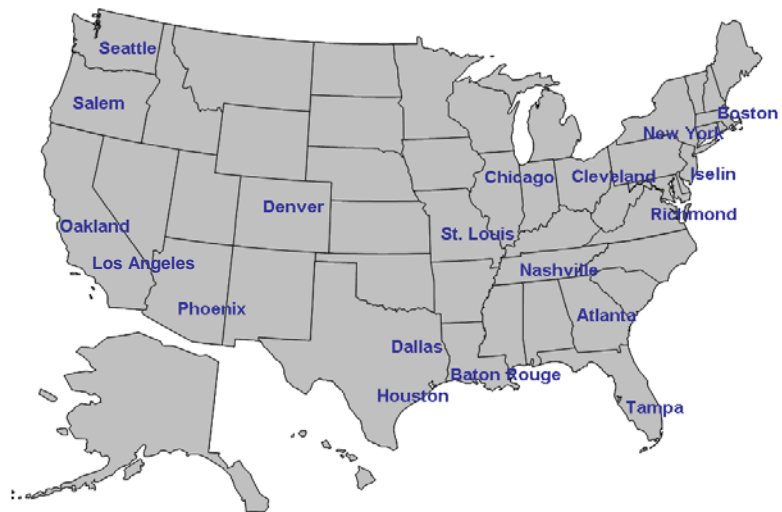 Seattle
Salem
Boston
New York
Chicago
Cleveland
Iselin
Denver
Richmond
Oakland
St. Louis
Los Angeles
Nashville
Phoenix
Atlanta
Dallas
Baton Rouge
Houston
Tampa